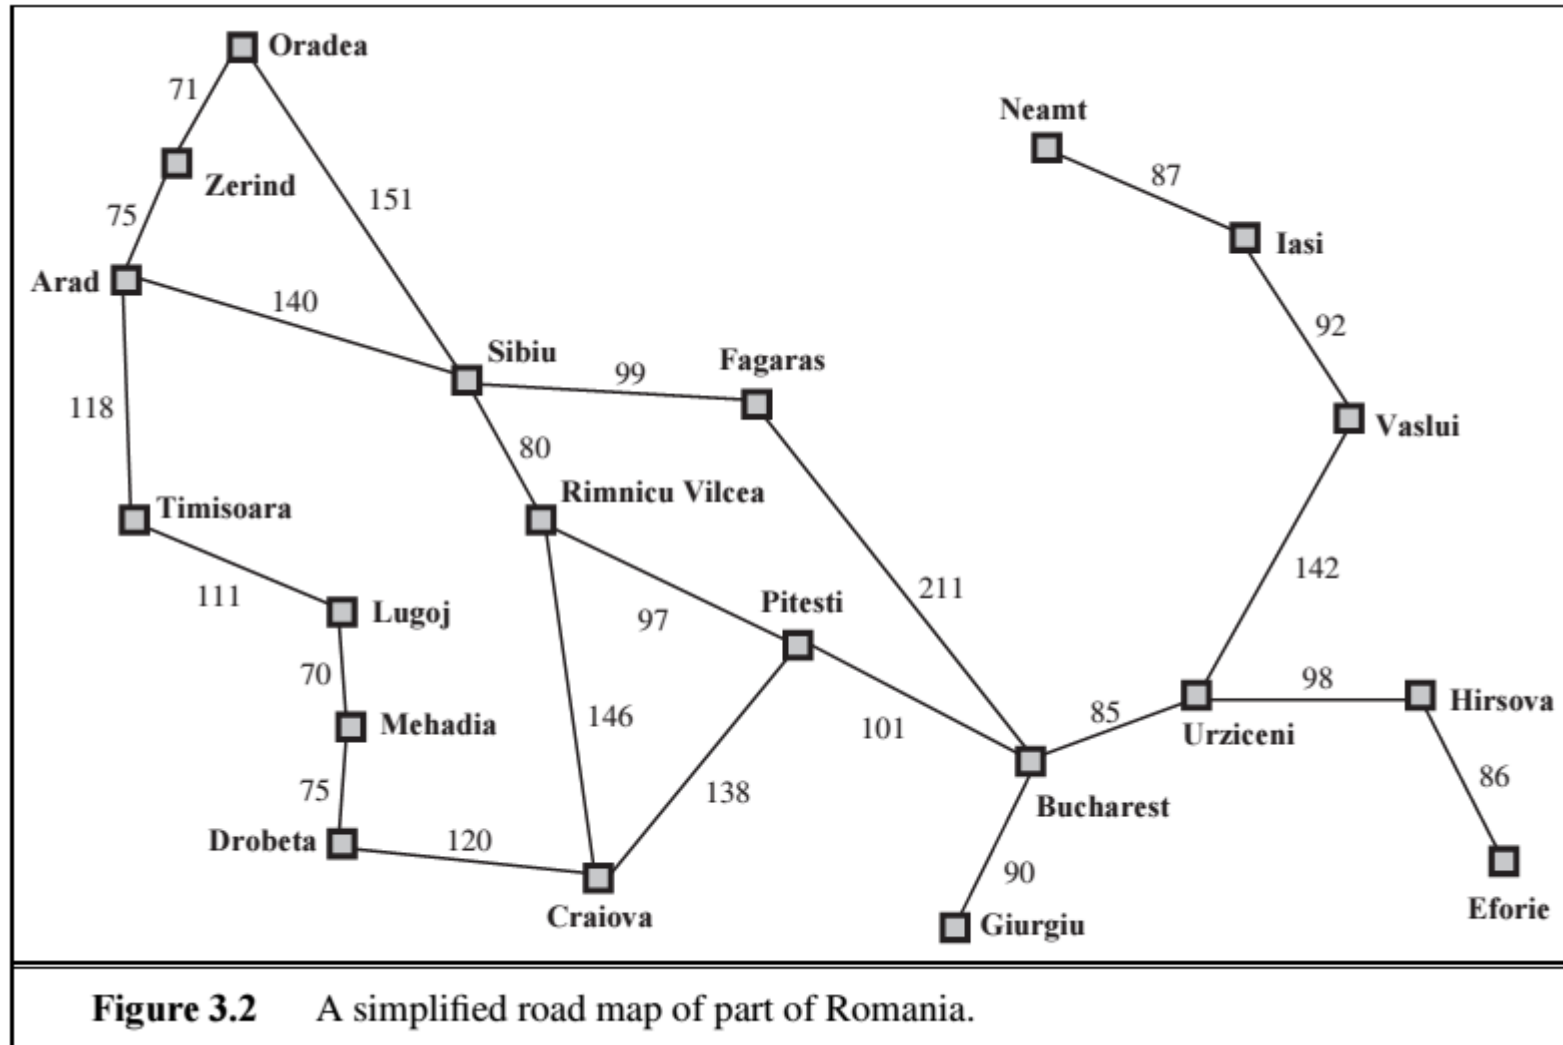 Oradea
71
Neamt
87
Zerind
151
75
Iasi
Arad
140
92
Sibiu
Fagaras
99
118
Vaslui
80
Rimnicu Vilcea
Timisoara
142
211
111
Lugoj
97
Pitesti
70
98
Hirsova
Mehadia
146
101
85
Urziceni
86
75
138
Bucharest
Drobeta
120
90
Eforie
Craiova
Giurgiu
Figure 3.2 A simplified road map of part of Romania.